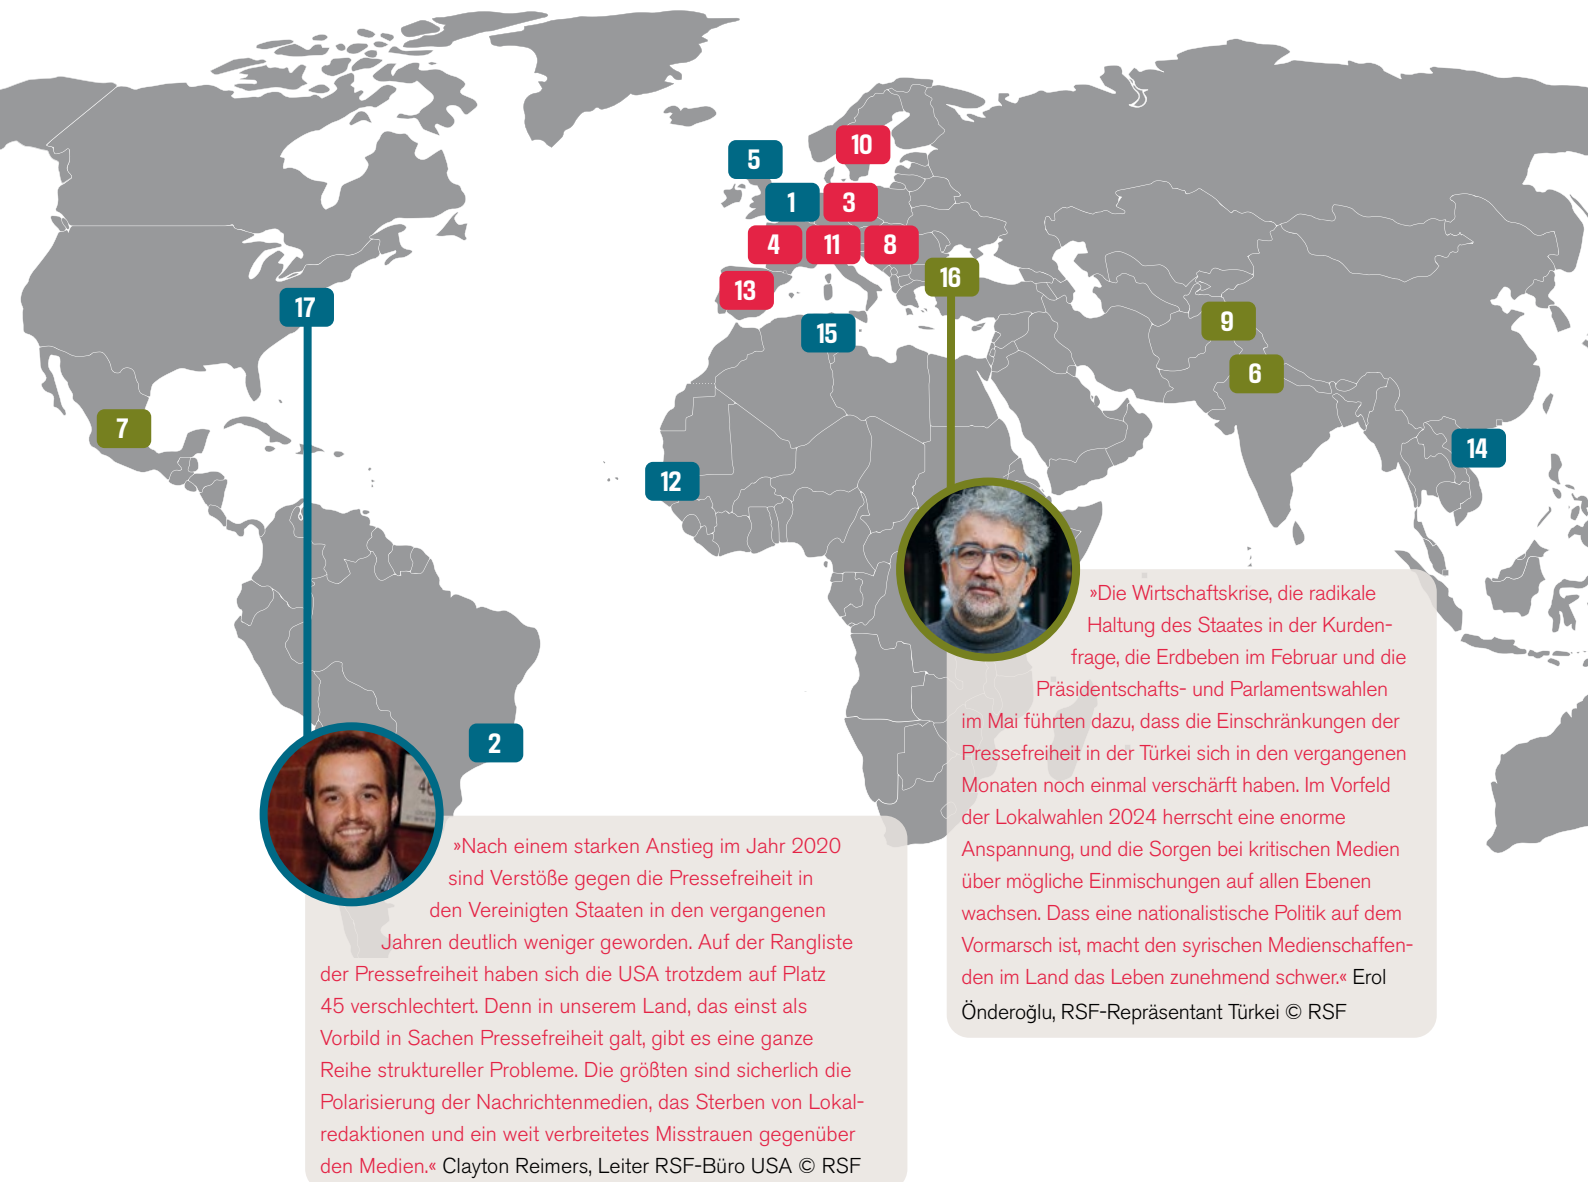 10
5
1
3
4
11
8
16
13
17
15
9
6
7
14
12
2
»Die Wirtschaftskrise, die radikale
Haltung des Staates in der Kurden-
frage, die Erdbeben im Februar und die
Präsidentschafts- und Parlamentswahlen
im Mai führten dazu, dass die Einschränkungen der
Pressefreiheit in der Türkei sich in den vergangenen
Monaten noch einmal verschärft haben. Im Vorfeld
der Lokalwahlen 2024 herrscht eine enorme
Anspannung, und die Sorgen bei kritischen Medien
über mögliche Einmischungen auf allen Ebenen
wachsen. Dass eine nationalistische Politik auf dem
Vormarsch ist, macht den syrischen Medienschaffen-
den im Land das Leben zunehmend schwer.« Erol
Önderoğlu, RSF-Repräsentant Türkei © RSF
»Nach einem starken Anstieg im Jahr 2020
sind Verstöße gegen die Pressefreiheit in
den Vereinigten Staaten in den vergangenen
Jahren deutlich weniger geworden. Auf der Rangliste
der Pressefreiheit haben sich die USA trotzdem auf Platz
45 verschlechtert. Denn in unserem Land, das einst als
Vorbild in Sachen Pressefreiheit galt, gibt es eine ganze
Reihe struktureller Probleme. Die größten sind sicherlich die
Polarisierung der Nachrichtenmedien, das Sterben von Lokal-
redaktionen und ein weit verbreitetes Misstrauen gegenüber
den Medien.« Clayton Reimers, Leiter RSF-Büro USA © RSF